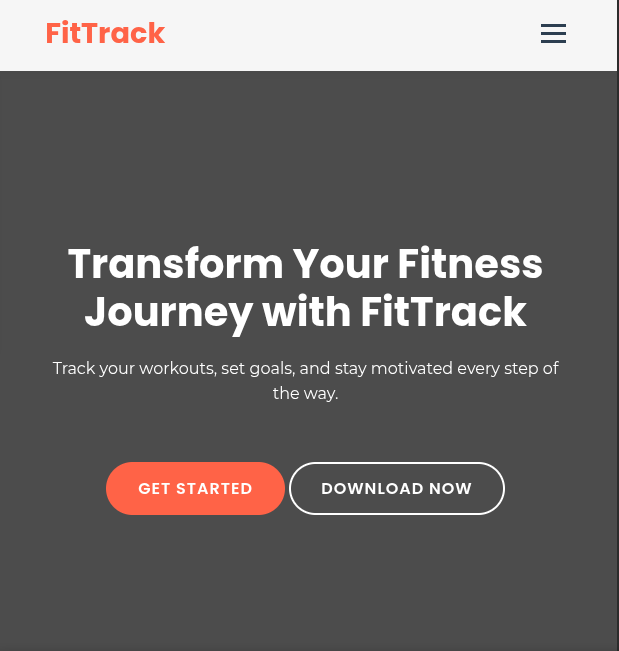 FitTrack
Transform Your Fitness
Journey with FitTrack
Track your workouts, set goals, and stay motivated every step of
the way.
GET STARTED DOWNLOAD NOW